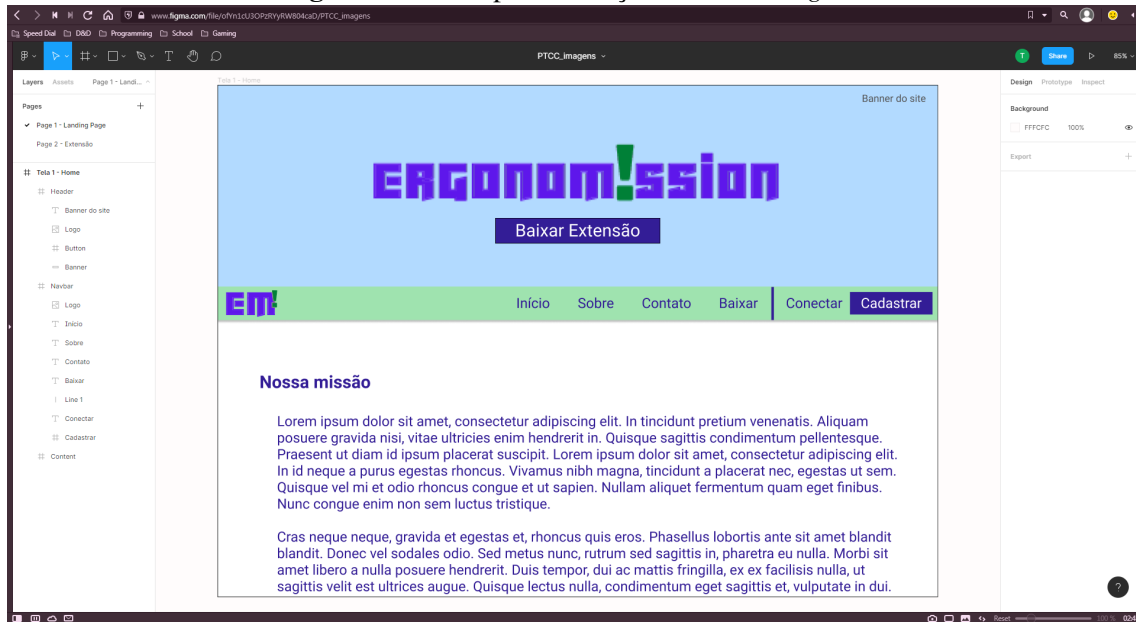 www.figma.com/file/ofYn1cU3OPzRYyRW804caD/PTCC_imagens
Speed Dial D&D Programming School Gaming
T PTCC_imagens T Share 85%
Layers Assets Page 1 - Landi...
Pages
Page 1 - Landing Page
Page 2 - Extensão
Tela 1 - Home
Header
Banner do site
Logo
Button
Banner
Navbar
Logo
Início
Sobre
Contato
Baixar
Line 1
Conectar
Cadastrar
Content
Tela 1 - Home
Banner do site
ERGONOM!SSION
Baixar Extensão
EM! Início Sobre Contato Baixar Conectar Cadastrar
Nossa missão
Lorem ipsum dolor sit amet, consectetur adipiscing elit. In tincidunt pretium venenatis. Aliquam
posuere gravida nisi, vitae ultricies enim hendrerit in. Quisque sagittis condimentum pellentesque.
Praesent ut diam id ipsum placerat suscipit. Lorem ipsum dolor sit amet, consectetur adipiscing elit.
In id neque a purus egestas rhoncus. Vivamus nibh magna, tincidunt a placerat nec, egestas ut sem.
Quisque vel mi et odio rhoncus congue et ut sapien. Nullam aliquet fermentum quam eget finibus.
Nunc congue enim non sem luctus tristique.
Cras neque neque, gravida et egestas et, rhoncus quis eros. Phasellus lobortis ante sit amet blandit
blandit. Donec vel sodales odio. Sed metus nunc, rutrum sed sagittis in, pharetra eu nulla. Morbi sit
amet libero a nulla posuere hendrerit. Duis tempor, dui ac mattis fringilla, ex ex facilisis nulla, ut
sagittis velit est ultrices augue. Quisque lectus nulla, condimentum eget sagittis et, vulputate in dui.
Design Prototype Inspect
Background
FFFCFC 100%
Export
?
Reset 100 %